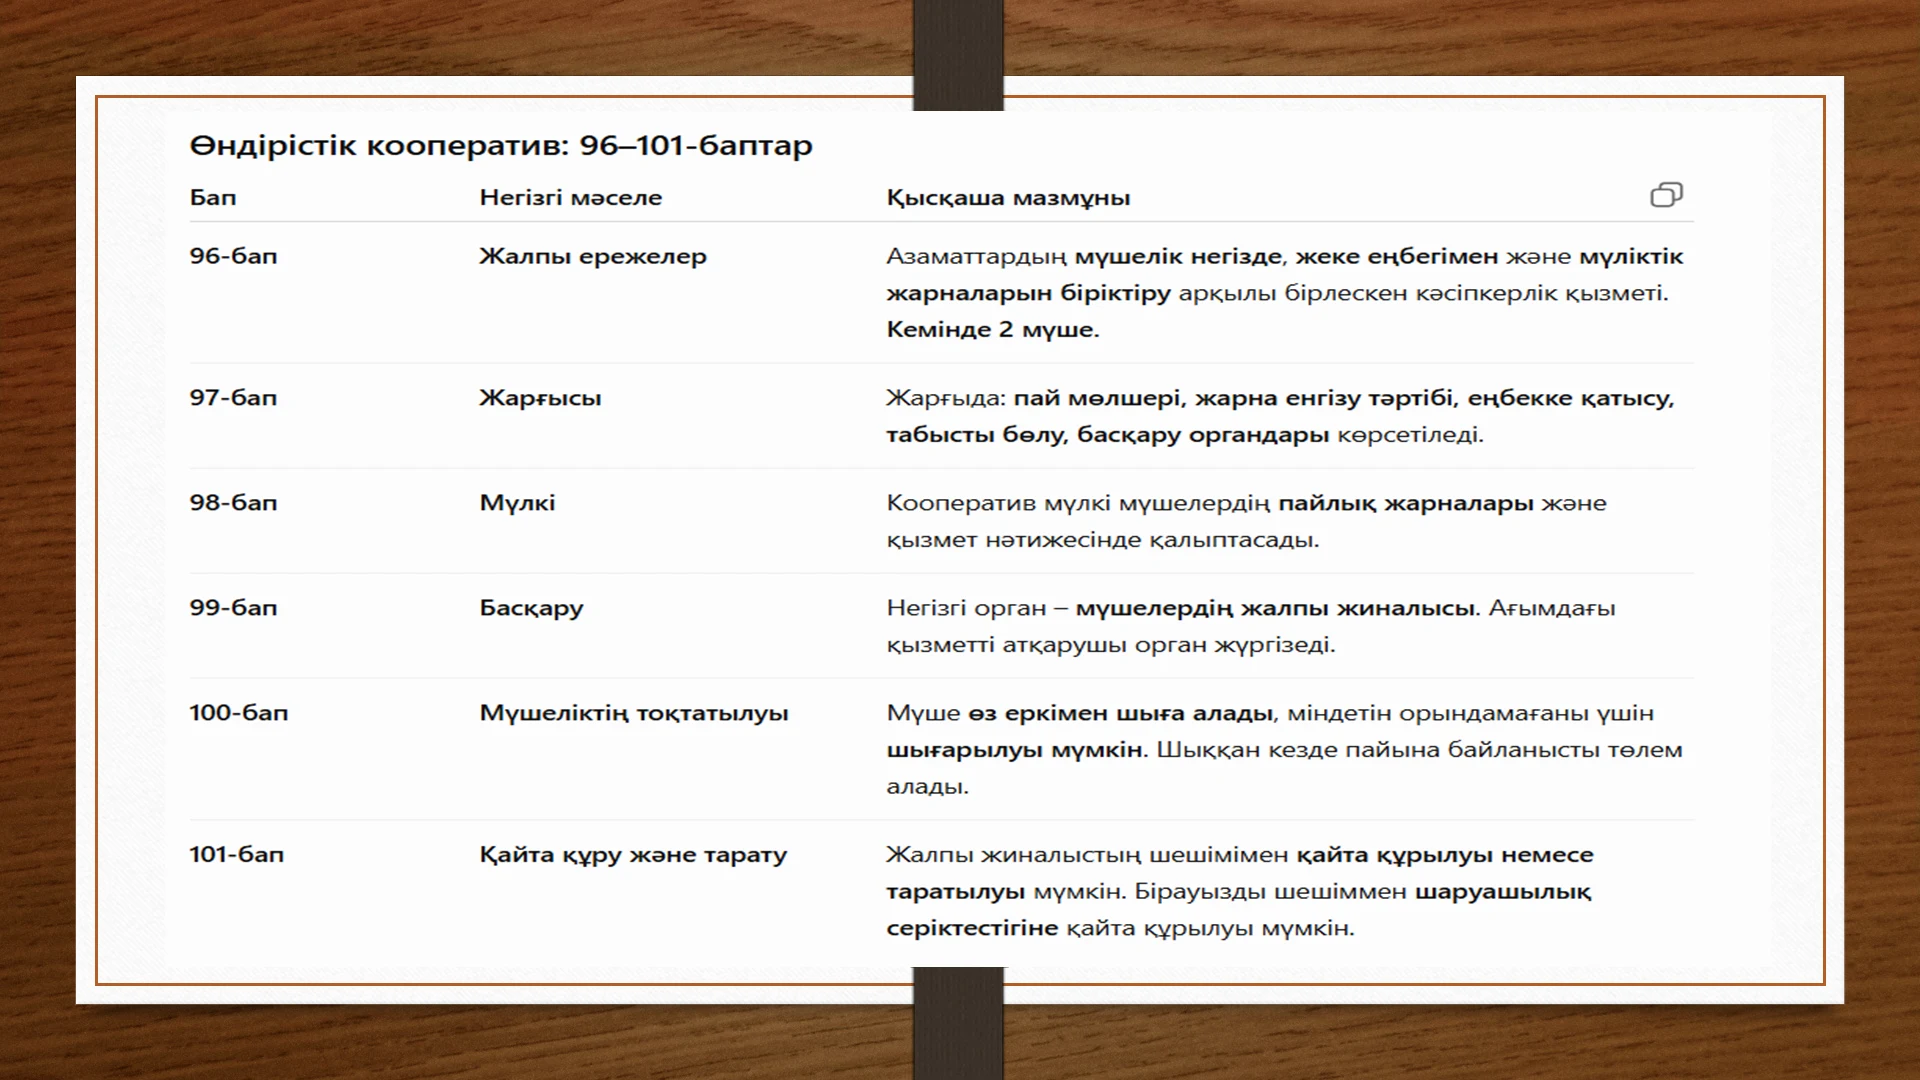 Өндірістік кооператив: 96–101-баптар
Бап Негізгі мәселе Қысқаша мазмұны
96-бап Жалпы ережелер Азаматтардың мүшелік негізде, жеке еңбегімен және мүліктік
жарналарын біріктіру арқылы бірлескен кәсіпкерлік қызметі.
Кемінде 2 мүше.
97-бап Жарғысы Жарғыда: пай мөлшері, жарна енгізу тәртібі, еңбекке қатысу,
табысты бөлу, басқару органдары көрсетіледі.
98-бап Мүлкі Кооператив мүлкі мүшелердің пайлық жарналары және
қызмет нәтижесінде қалыптасады.
99-бап Басқару Негізгі орган – мүшелердің жалпы жиналысы. Ағымдағы
қызметті атқарушы орган жүргізеді.
100-бап Мүшеліктің тоқтатылуы Мүше өз еркімен шыға алады, міндетін орындамағаны үшін
шығарылуы мүмкін. Шыққан кезде пайына байланысты төлем
алады.
101-бап Қайта құру және тарату Жалпы жиналыстың шешімімен қайта құрылуы немесе
таратылуы мүмкін. Бірауызды шешіммен шаруашылық
серіктестігіне қайта құрылуы мүмкін.